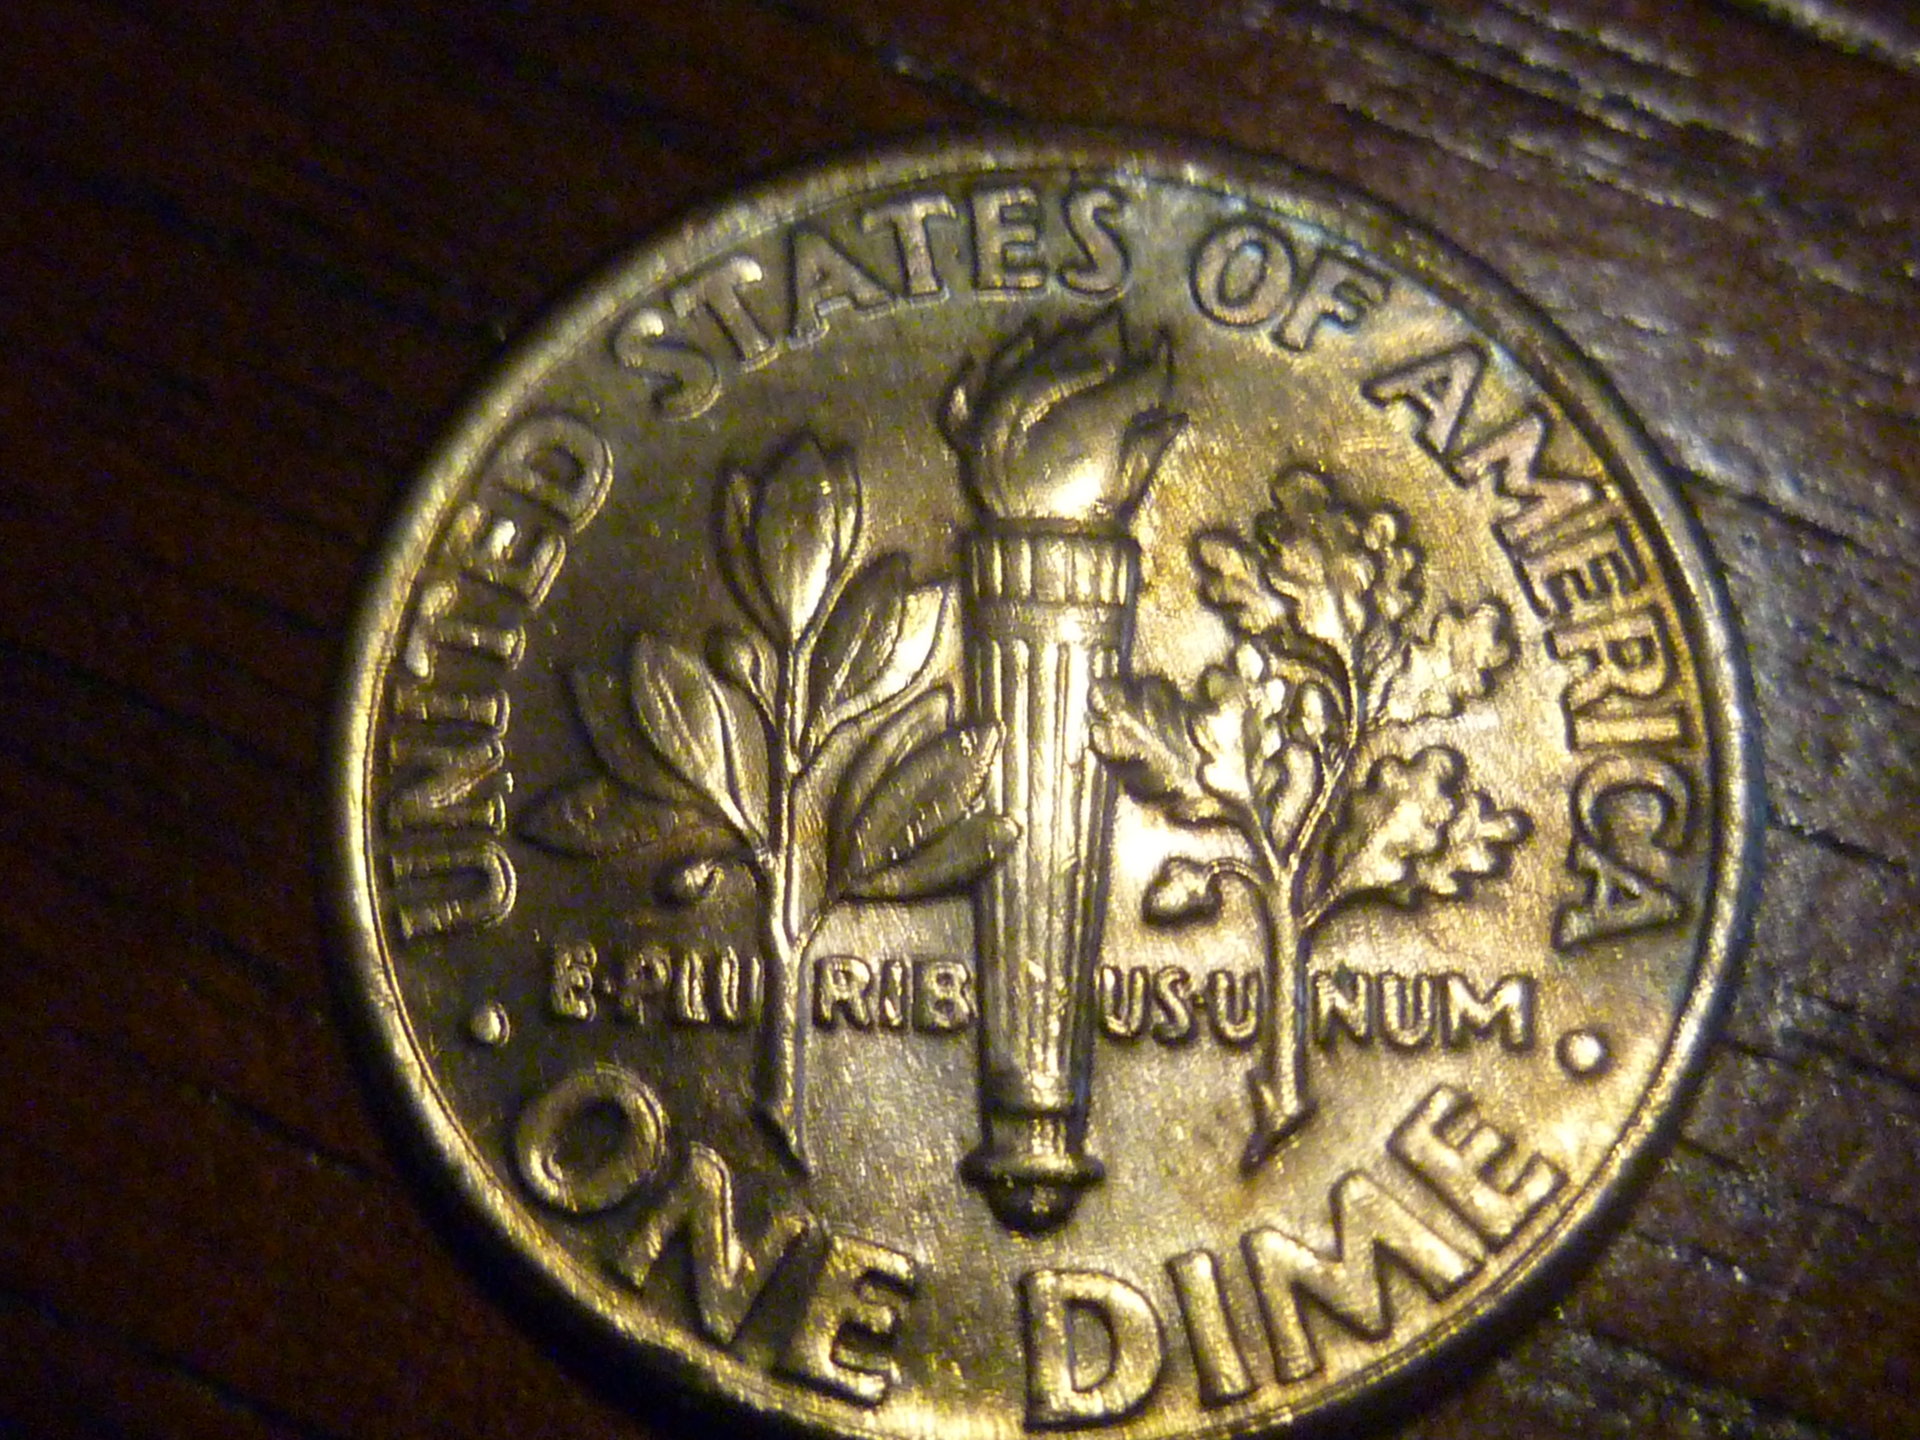 UNITED STATES OF AMERICA
· E·PLURIBUS·UNUM ·
ONE DIME